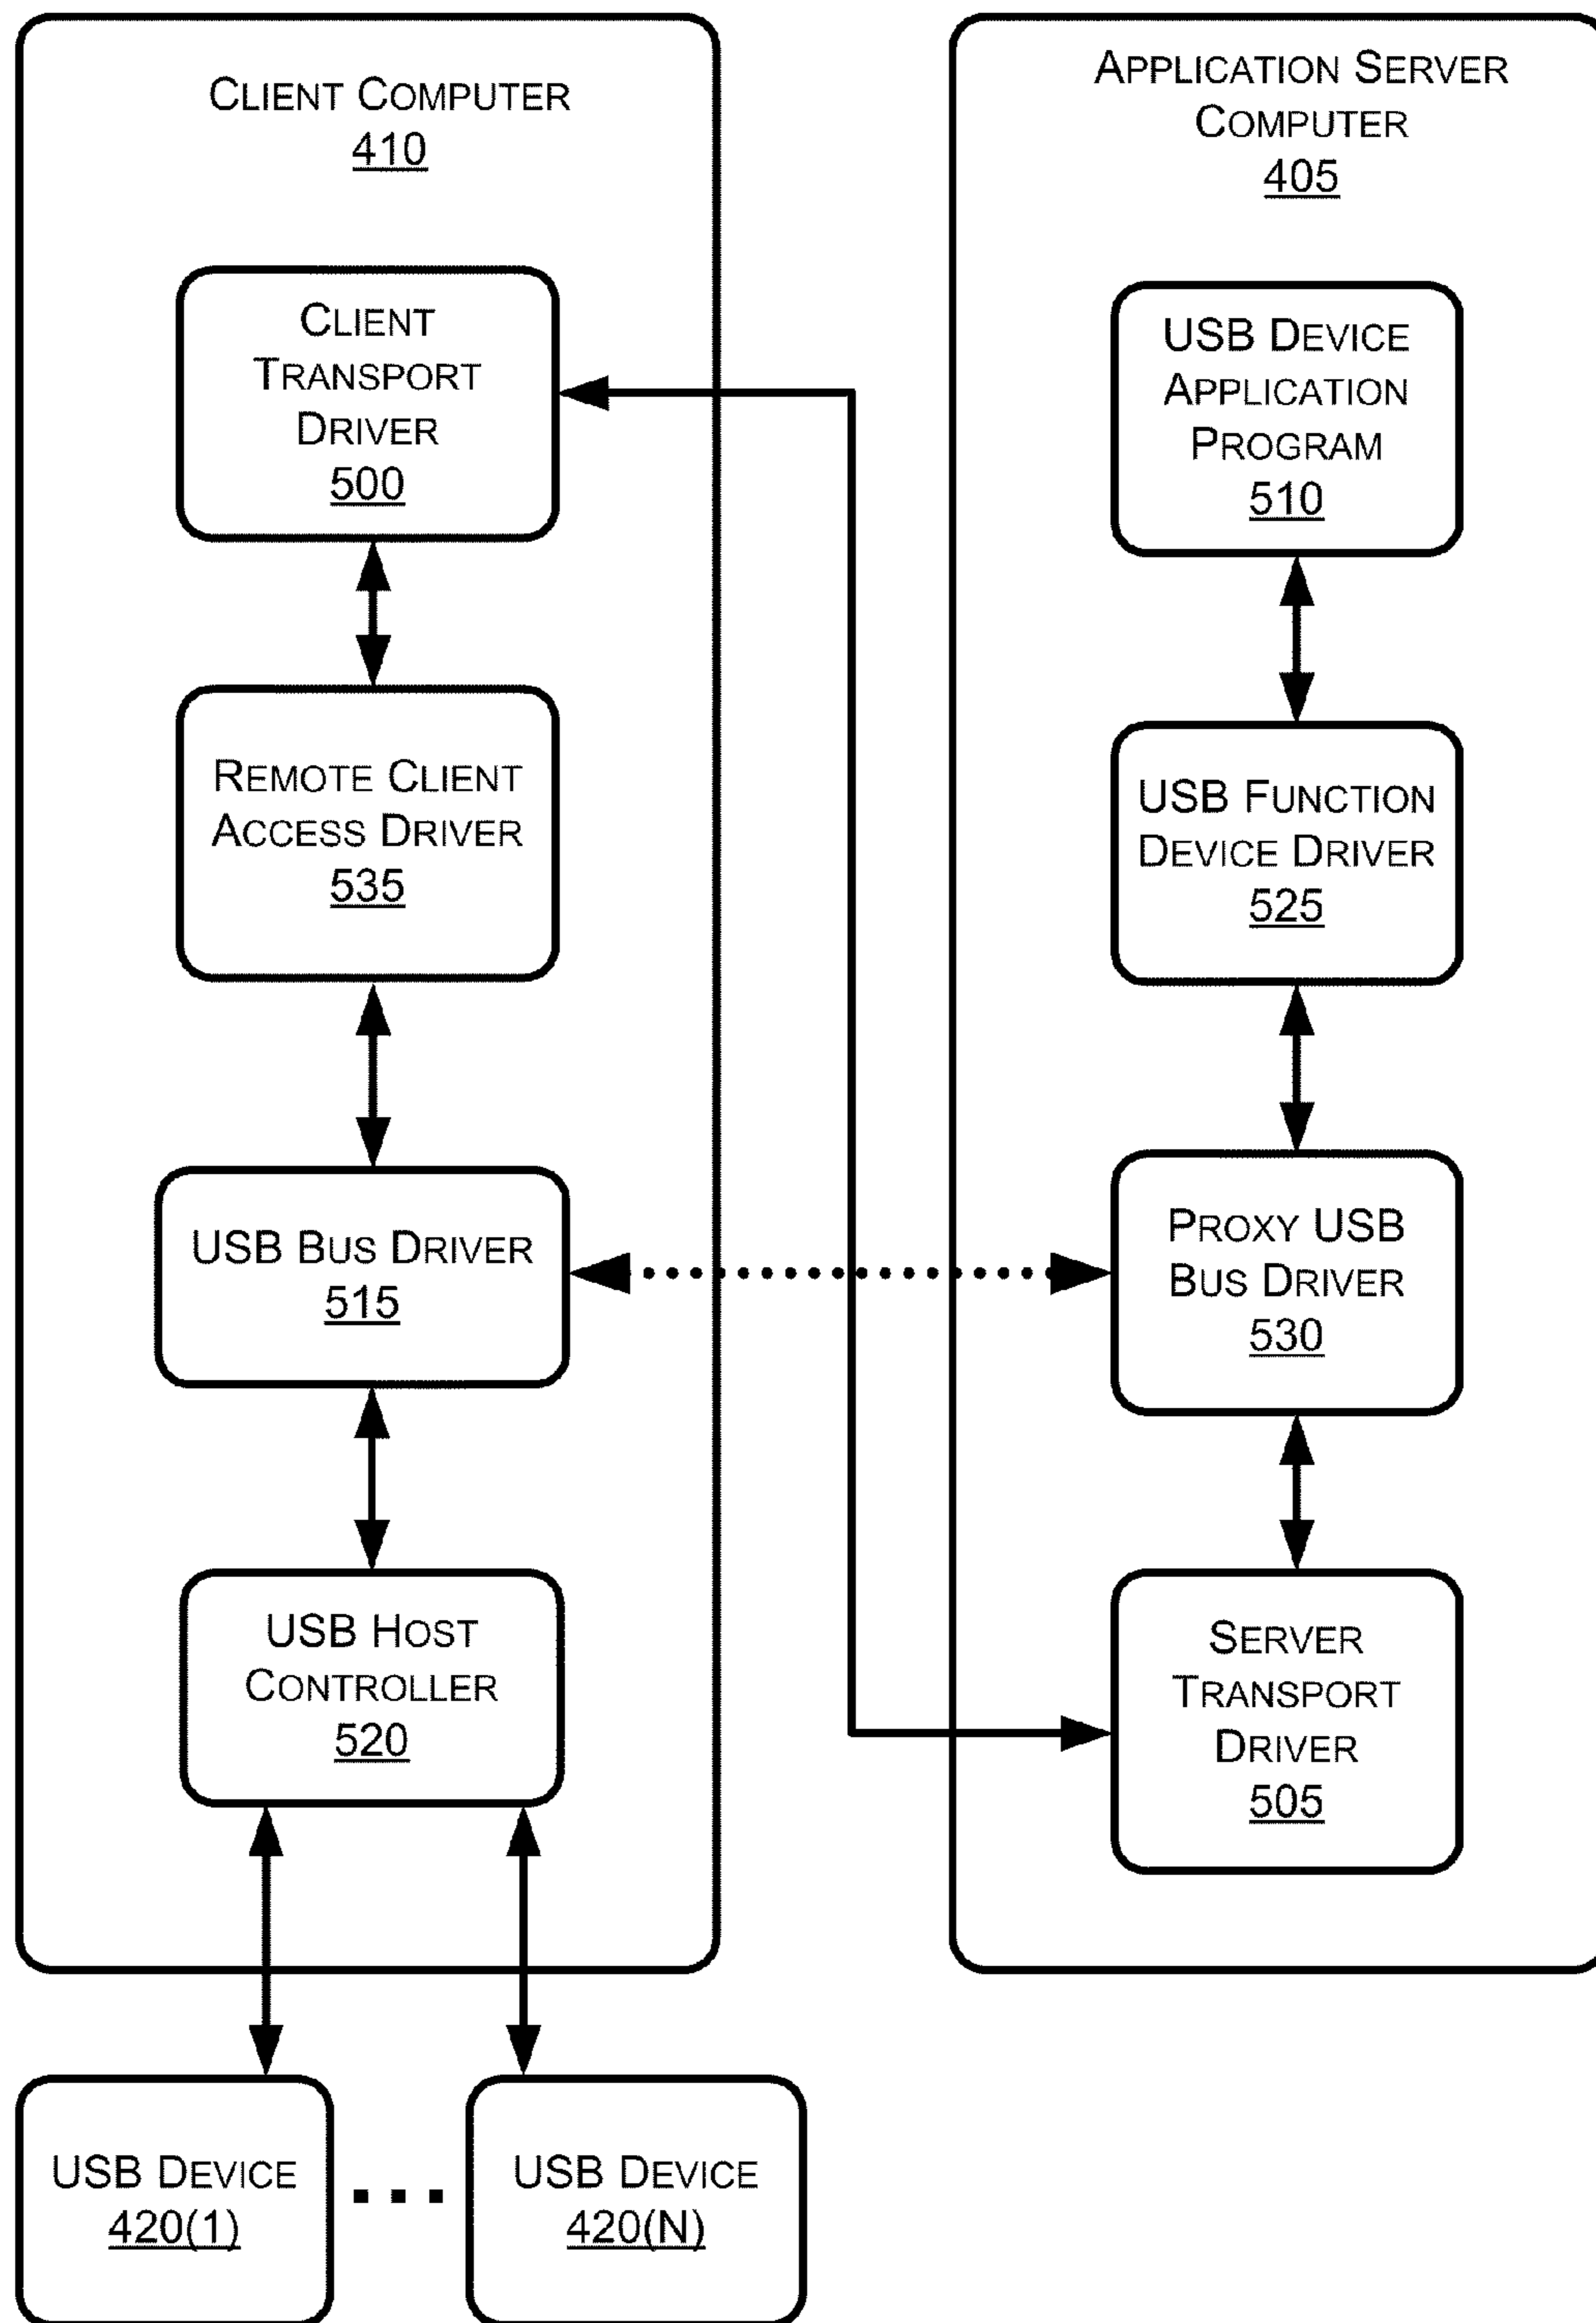 CLIENT COMPUTER
410
CLIENT
TRANSPORT
DRIVER
500
REMOTE CLIENT
ACCESS DRIVER
535
USB BUS DRIVER
515
USB HOST
CONTROLLER
520
USB DEVICE
420(1)
USB DEVICE
420(N)
APPLICATION SERVER
COMPUTER
405
USB DEVICE
APPLICATION
PROGRAM
510
USB FUNCTION
DEVICE DRIVER
525
PROXY USB
BUS DRIVER
530
SERVER
TRANSPORT
DRIVER
505